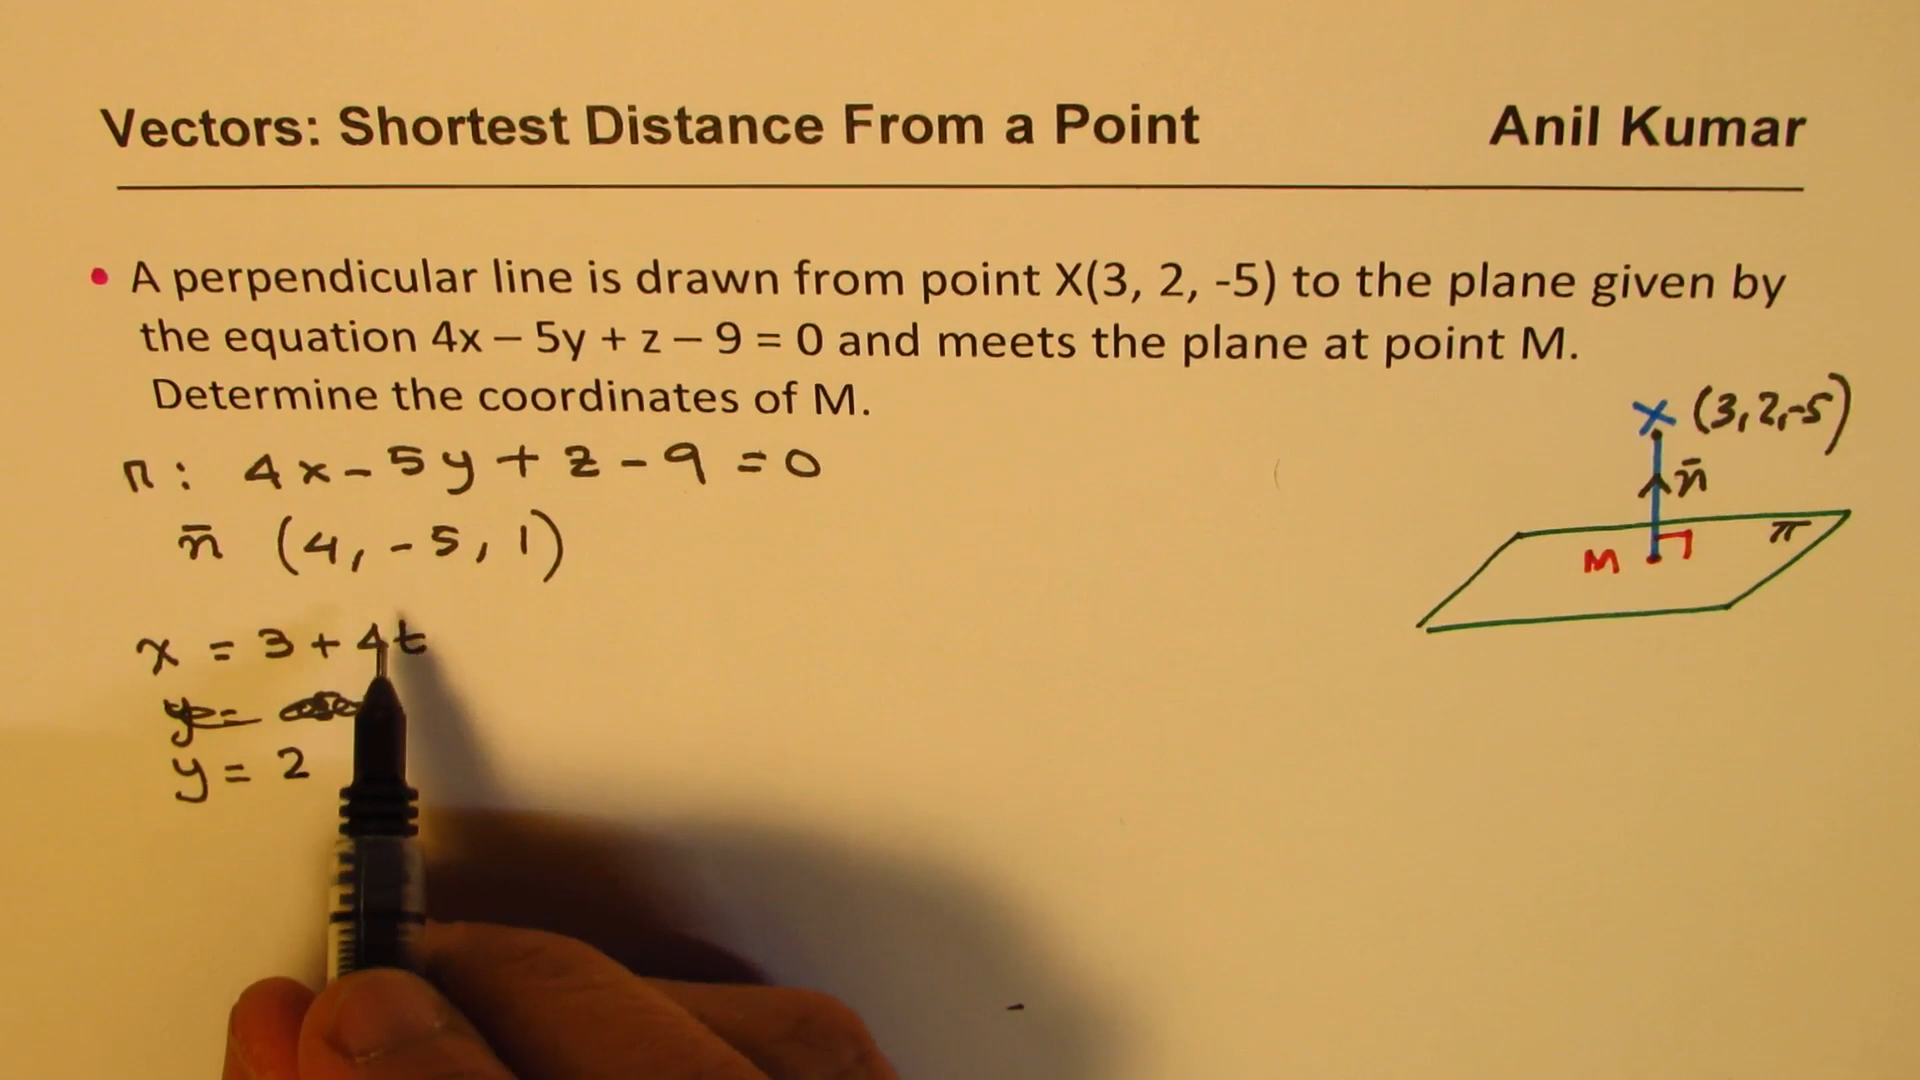 Vectors: Shortest Distance From a Point Anil Kumar
• A perpendicular line is drawn from point X(3, 2, -5) to the plane given by
the equation 4x – 5y + z – 9 = 0 and meets the plane at point M.
Determine the coordinates of M.
π: 4x - 5y + z - 9 = 0
n̄ (4, -5, 1)
x = 3 + 4t
y =
y = 2
X (3, 2, -5)
n̄
π
M